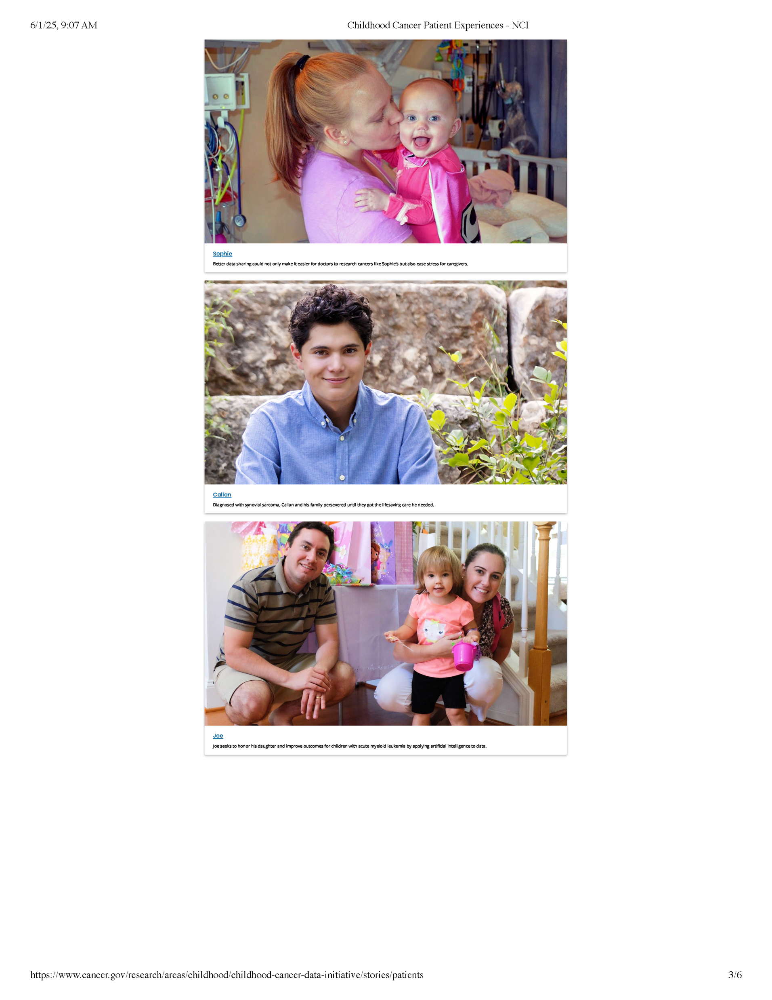 6/1/25, 9:07 AM
Childhood Cancer Patient Experiences - NCI
Sophie
Better data sharing could not only make it easier for doctors to research cancers like Sophie's but also ease stress for caregivers.
Callan
Diagnosed with synovial sarcoma, Callan and his family persevered until they got the lifesaving care he needed.
Joe
Joe seeks to honor his daughter and improve outcomes for children with acute myeloid leukemia by applying artificial intelligence to data.
https://www.cancer.gov/research/areas/childhood/childhood-cancer-data-initiative/stories/patients
3/6